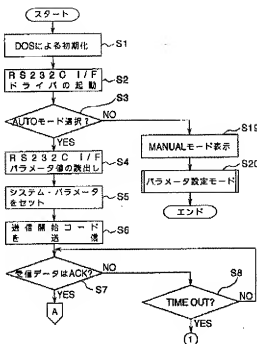 スタート
DOSによる初期化
S1
RS232C I/F
ドライバの起動
S2
S3
AUTOモード選択?
NO
YES
S19
MANUALモード表示
RS232C I/F
パラメータ値の読出し
S4
S20
パラメータ設定モード
システム・パラメータ
をセット
S5
エンド
送信開始コード
を送信
S6
受信データはACK?
NO
S7
YES
A
S8
TIME OUT?
NO
YES
1